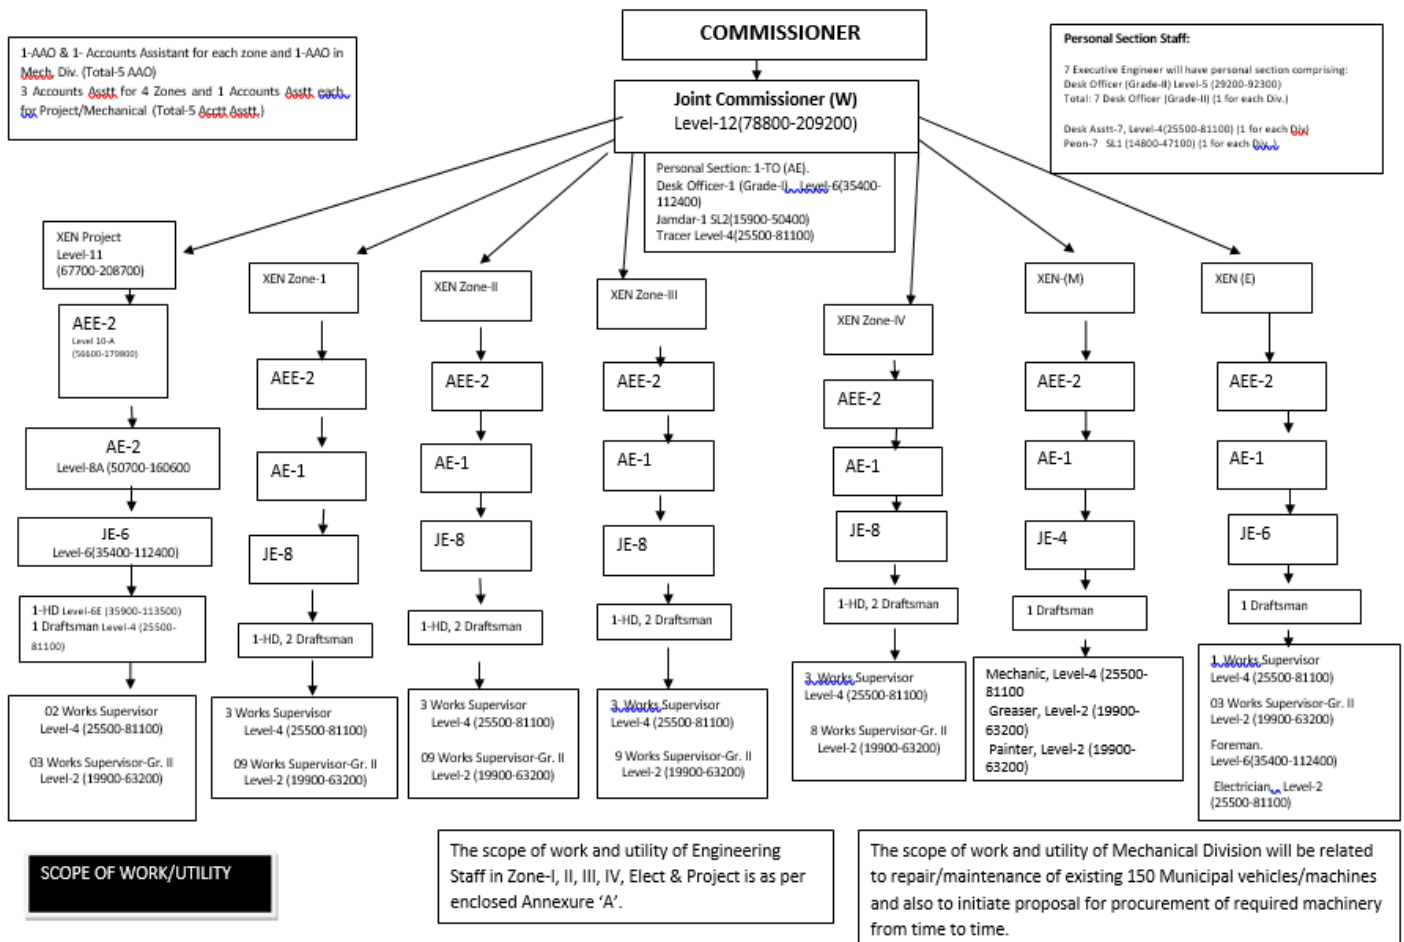 COMMISSIONER
1-AAO & 1- Accounts Assistant for each zone and 1-AAO in
Mech, Div. (Total-5 AAO)
3 Accounts Asstt for 4 Zones and 1 Accounts Asstt each
for Project/Mechanical (Total-5 Acctt Asstt.)
Joint Commissioner (W)
Level-12(78800-209200)
Personal Section Staff:
7 Executive Engineer will have personal section comprising:
Desk Officer (Grade-II) Level-5 (29200-92300)
Total: 7 Desk Officer (Grade-II) (1 for each Div.)
Desk Asstt-7, Level-4(25500-81100) (1 for each Div)
Peon-7 SL1 (14800-47100) (1 for each Div.)
Personal Section: 1-TO (AE).
Desk Officer-1 (Grade-I), Level-6(35400-
112400)
Jamdar-1 SL2(15900-50400)
Tracer Level-4(25500-81100)
XEN Project
Level-11
(67700-208700)
AEE-2
Level 10-A
(56600-179800)
AE-2
Level-8A (50700-160600
JE-6
Level-6(35400-112400)
1-HD Level-6E (35900-113500)
1 Draftsman Level-4 (25500-
81100)
02 Works Supervisor
Level-4 (25500-81100)
03 Works Supervisor-Gr. II
Level-2 (19900-63200)
XEN Zone-1
AEE-2
AE-1
JE-8
1-HD, 2 Draftsman
3 Works Supervisor
Level-4 (25500-81100)
09 Works Supervisor-Gr. II
Level-2 (19900-63200)
XEN Zone-II
AEE-2
AE-1
JE-8
1-HD, 2 Draftsman
3 Works Supervisor
Level-4 (25500-81100)
09 Works Supervisor-Gr. II
Level-2 (19900-63200)
XEN Zone-III
AEE-2
AE-1
JE-8
1-HD, 2 Draftsman
3 Works Supervisor
Level-4 (25500-81100)
9 Works Supervisor-Gr. II
Level-2 (19900-63200)
XEN Zone-IV
AEE-2
AE-1
JE-8
1-HD, 2 Draftsman
3 Works Supervisor
Level-4 (25500-81100)
8 Works Supervisor-Gr. II
Level-2 (19900-63200)
XEN-(M)
AEE-2
AE-1
JE-4
1 Draftsman
Mechanic, Level-4 (25500-
81100
Greaser, Level-2 (19900-
63200)
Painter, Level-2 (19900-
63200)
XEN (E)
AEE-2
AE-1
JE-6
1 Draftsman
1 Works Supervisor
Level-4 (25500-81100)
03 Works Supervisor-Gr. II
Level-2 (19900-63200)
Foreman.
Level-6(35400-112400)
Electrician, Level-2
(25500-81100)
SCOPE OF WORK/UTILITY
The scope of work and utility of Engineering
Staff in Zone-I, II, III, IV, Elect & Project is as per
enclosed Annexure ‘A’.
The scope of work and utility of Mechanical Division will be related
to repair/maintenance of existing 150 Municipal vehicles/machines
and also to initiate proposal for procurement of required machinery
from time to time.